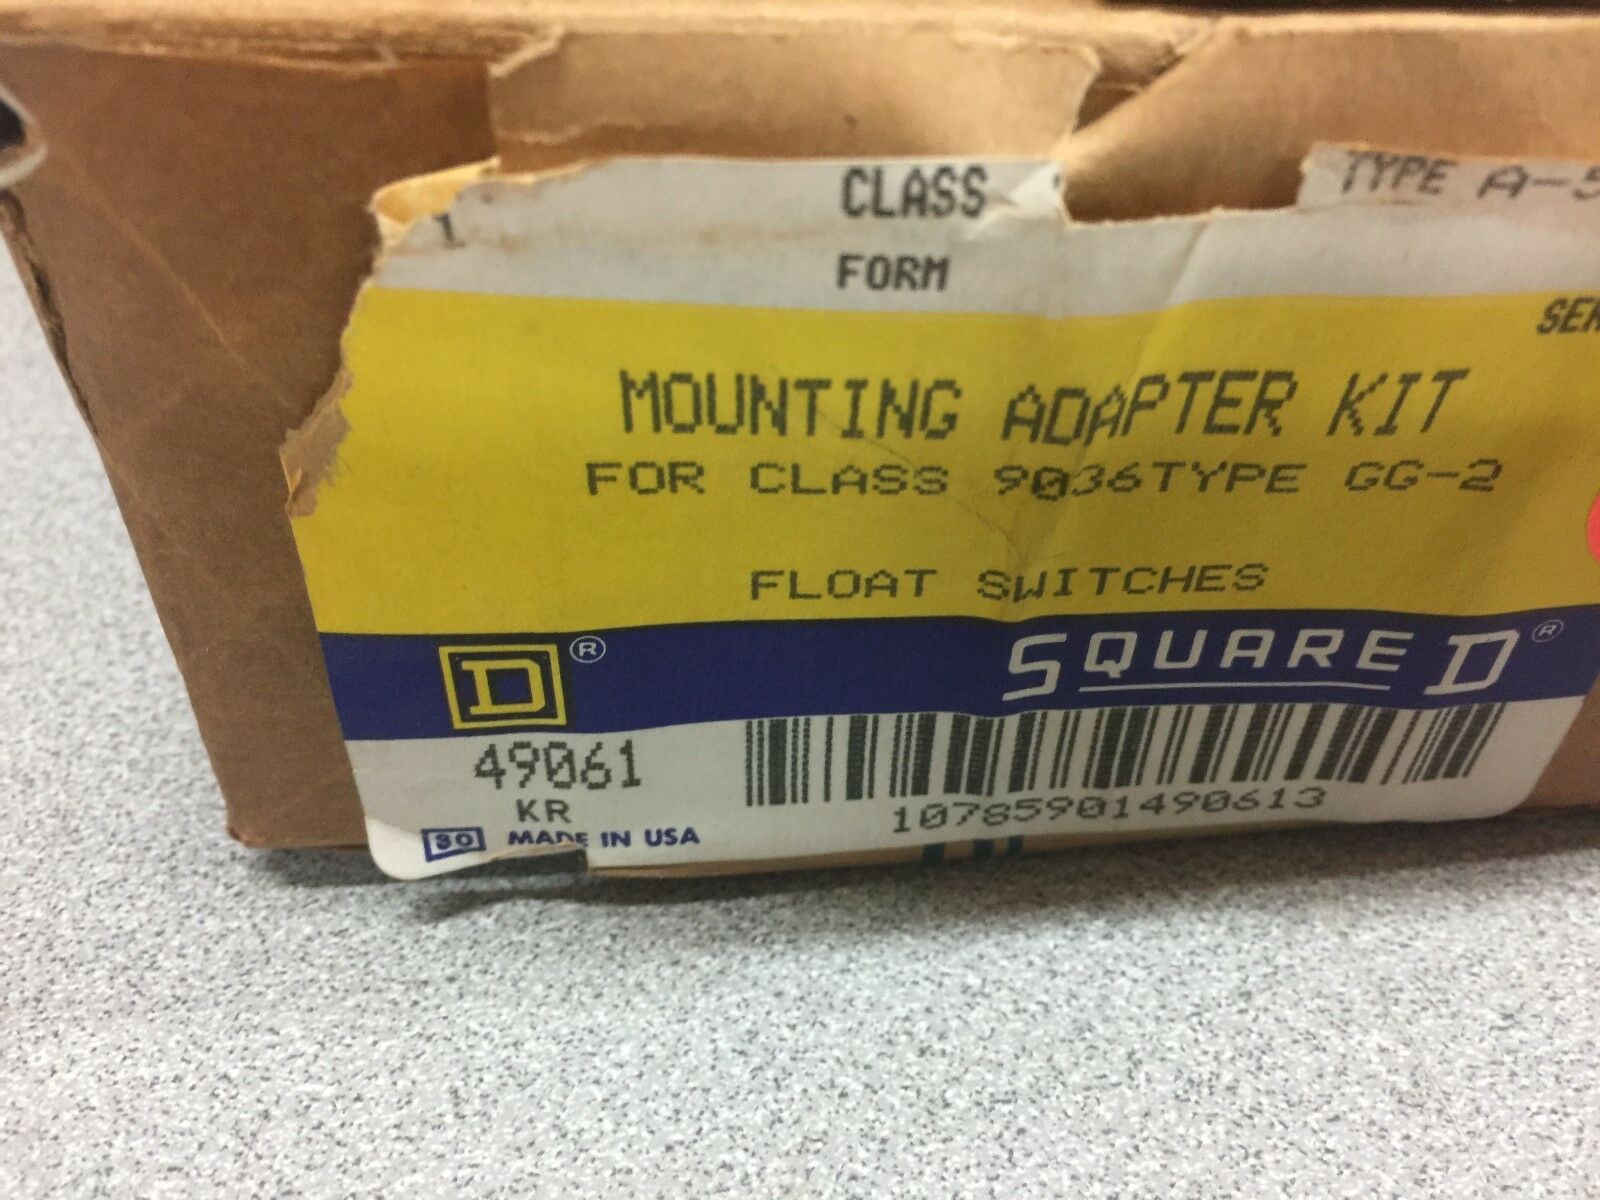 1 CLASS TYPE A-5
FORM
MOUNTING ADAPTER KIT
FOR CLASS 9036TYPE GG-2
FLOAT SWITCHES
D® SQUARE D®
49061
KR
10785901490613
MADE IN USA